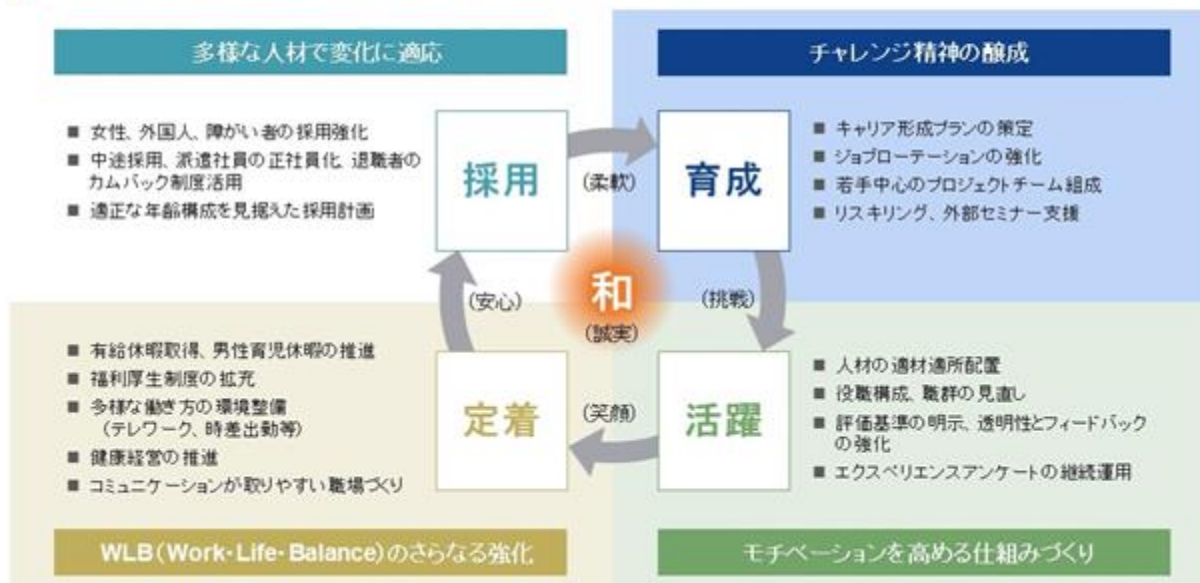 多様な人材で変化に適応
■ 女性、外国人、障がい者の採用強化
■ 中途採用、派遣社員の正社員化、退職者の
カムバック制度活用
■ 適正な年齢構成を見据えた採用計画
採用
(柔軟)
チャレンジ精神の醸成
育成
■ キャリア形成プランの策定
■ ジョブローテーションの強化
■ 若手中心のプロジェクトチーム組成
■ リスキリング、外部セミナー支援
(安心)
和
(誠実)
(挑戦)
■ 有給休暇取得、男性育児休暇の推進
■ 福利厚生制度の拡充
■ 多様な働き方の環境整備
(テレワーク、時差出勤等)
■ 健康経営の推進
■ コミュニケーションが取りやすい職場づくり
定着
(笑顔)
活躍
■ 人材の適材適所配置
■ 役職構成、職群の見直し
■ 評価基準の明示、透明性とフィードバック
の強化
■ エクスペリエンスアンケートの継続運用
WLB(Work・Life・Balance)のさらなる強化
モチベーションを高める仕組みづくり